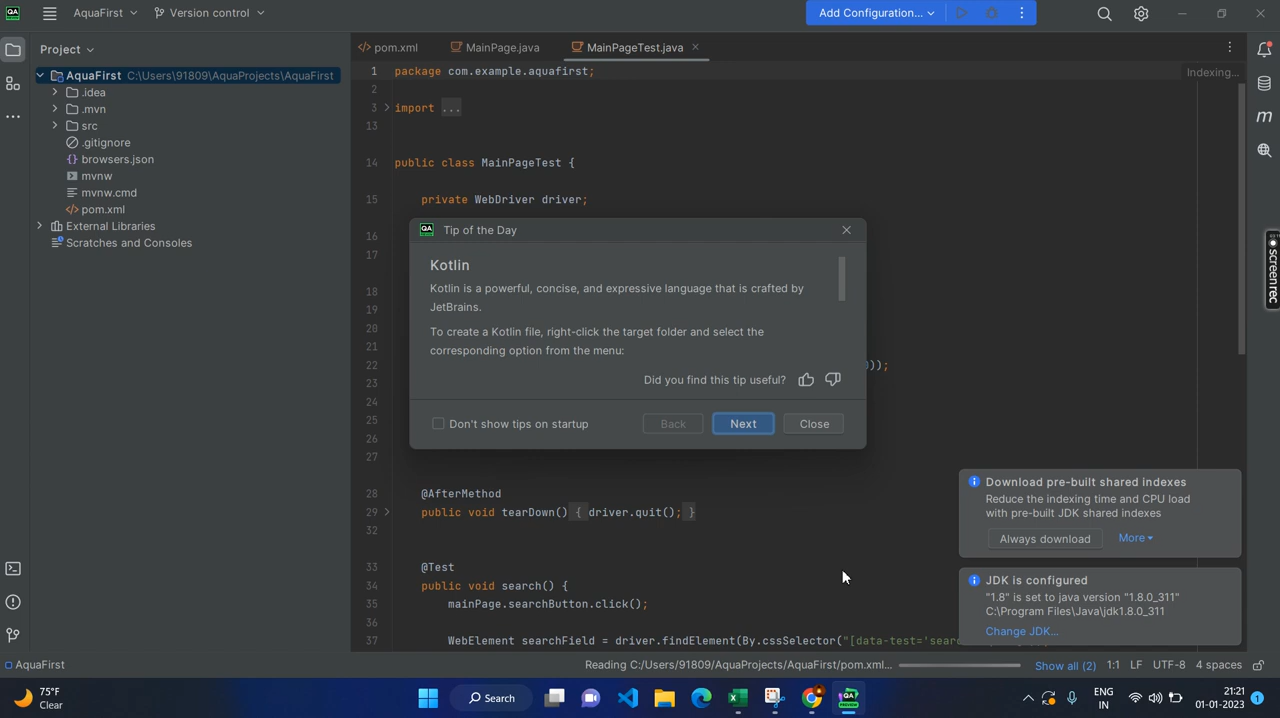 QA
AquaFirst
Version control
Add Configuration...
Project
pom.xml
MainPage.java
MainPageTest.java
AquaFirst C:\Users\91809\AquaProjects\AquaFirst
.idea
.mvn
src
.gitignore
browsers.json
mvnw
mvnw.cmd
pom.xml
External Libraries
Scratches and Consoles
1 package com.example.aquafirst;
Indexing...
2
3 import ...
13
14 public class MainPageTest {
15 private WebDriver driver;
16
17
18
19
20
21
22 ));
23
24
25
26
27
28 @AfterMethod
29 public void tearDown() { driver.quit(); }
32
33 @Test
34 public void search() {
35 mainPage.searchButton.click();
36
37 WebElement searchField = driver.findElement(By.cssSelector("[data-test='sear
QA Tip of the Day
Kotlin
Kotlin is a powerful, concise, and expressive language that is crafted by
JetBrains.
To create a Kotlin file, right-click the target folder and select the
corresponding option from the menu:
Did you find this tip useful?
Don't show tips on startup
Back
Next
Close
m
screenrec
Download pre-built shared indexes
Reduce the indexing time and CPU load
with pre-built JDK shared indexes
Always download
More
JDK is configured
"1.8" is set to java version "1.8.0_311"
C:\Program Files\Java\jdk1.8.0_311
Change JDK...
AquaFirst
Reading C:/Users/91809/AquaProjects/AquaFirst/pom.xml...
Show all (2)
1:1
LF
UTF-8
4 spaces
75°F
Clear
Search
QA
PREVIEW
ENG
IN
21:21
01-01-2023
1